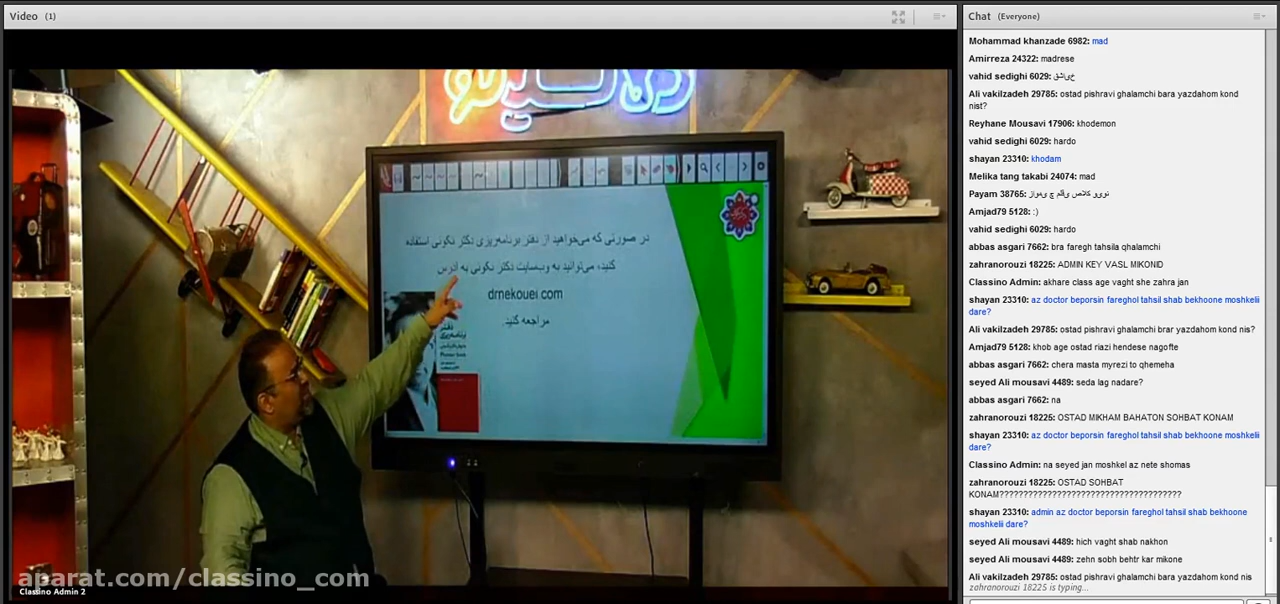 Video (1)
در صورتی که می‌خواهید از دفتر برنامه‌ریزی دکتر نکوئی استفاده
کنید، می‌توانید به وب‌سایت دکتر نکوئی به آدرس
drnekouei com
مراجعه کنید.
دفتر
برنامه‌ریزی
aparat.com/classino_com
Classino Admin 2
Chat (Everyone)
Mohammad khanzade 6982: mad
Amirreza 24322: madrese
vahid sedighi 6029:
Ali vakilzadeh 29785: ostad pishravi ghalamchi bara yazdahom kond
nist?
Reyhane Mousavi 17906: khodemon
vahid sedighi 6029: hardo
shayan 23310: khodam
Melika tang takabi 24074: mad
Payam 38765:
Amjad79 5128: :)
vahid sedighi 6029: hardo
abbas asgari 7662: bra faregh tahsila qhalamchi
zahranorouzi 18225: ADMIN KEY VASL MIKONID
Classino Admin: akhare class age vaght she zahra jan
shayan 23310: az doctor beporsin fareghol tahsil shab bekhoone moshkelii
dare?
Ali vakilzadeh 29785: ostad pishravi ghalamchi brar yazdahom kond nis?
Amjad79 5128: khob age ostad riazi hendese nagofte
abbas asgari 7662: chera masta myrezi to qhemeha
seyed Ali mousavi 4489: seda lag nadare?
abbas asgari 7662: na
zahranorouzi 18225: OSTAD MIKHAM BAHATON SOHBAT KONAM
shayan 23310: az doctor beporsin fareghol tahsil shab bekhoone moshkelii
dare?
Classino Admin: na seyed jan moshkel az nete shomas
zahranorouzi 18225: OSTAD SOHBAT
KONAM????????????????????????????????????????
shayan 23310: admin az doctor beporsin fareghol tahsil shab bekhoone
moshkelii dare?
seyed Ali mousavi 4489: hich vaght shab nakhon
seyed Ali mousavi 4489: zehn sobh behtr kar mikone
Ali vakilzadeh 29785: ostad pishravi ghalamchi bara yazdahom kond nis
zahranorouzi 18225 is typing...